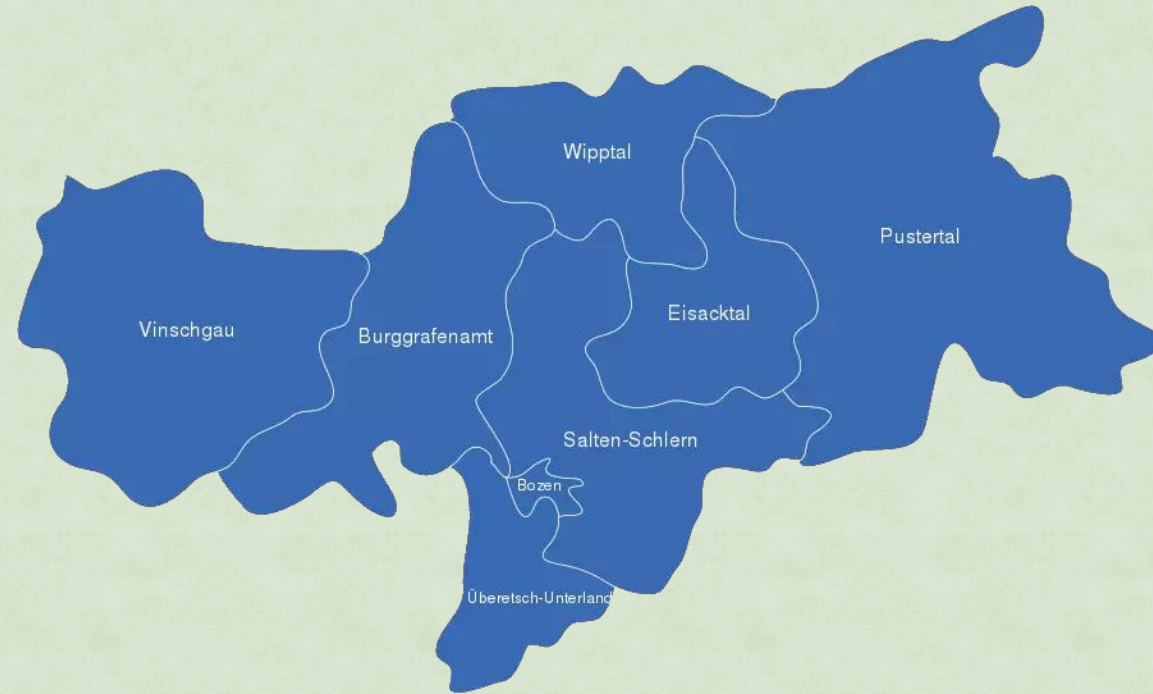 Wipptal
Pustertal
Eisacktal
Vinschgau
Burggrafenamt
Salten-Schlern
Bozen
Überetsch-Unterland